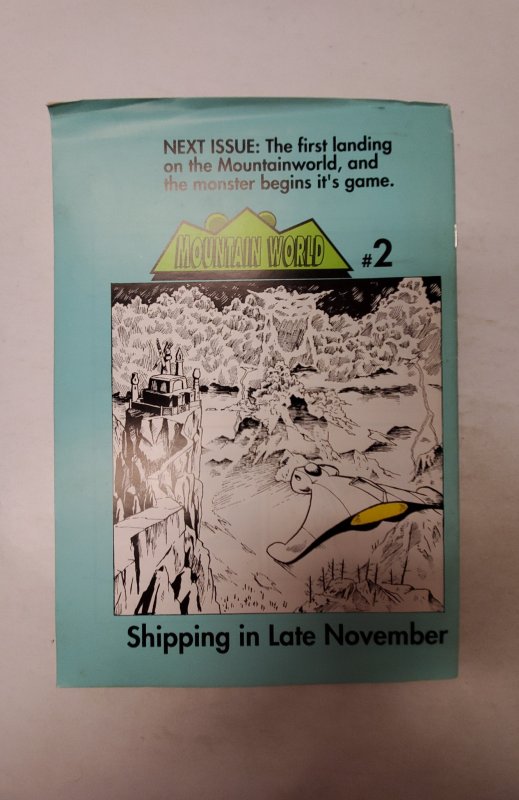 NEXT ISSUE: The first landing
on the Mountainworld, and
the monster begins it's game.
MOUNTAIN WORLD
#2
Shipping in Late November